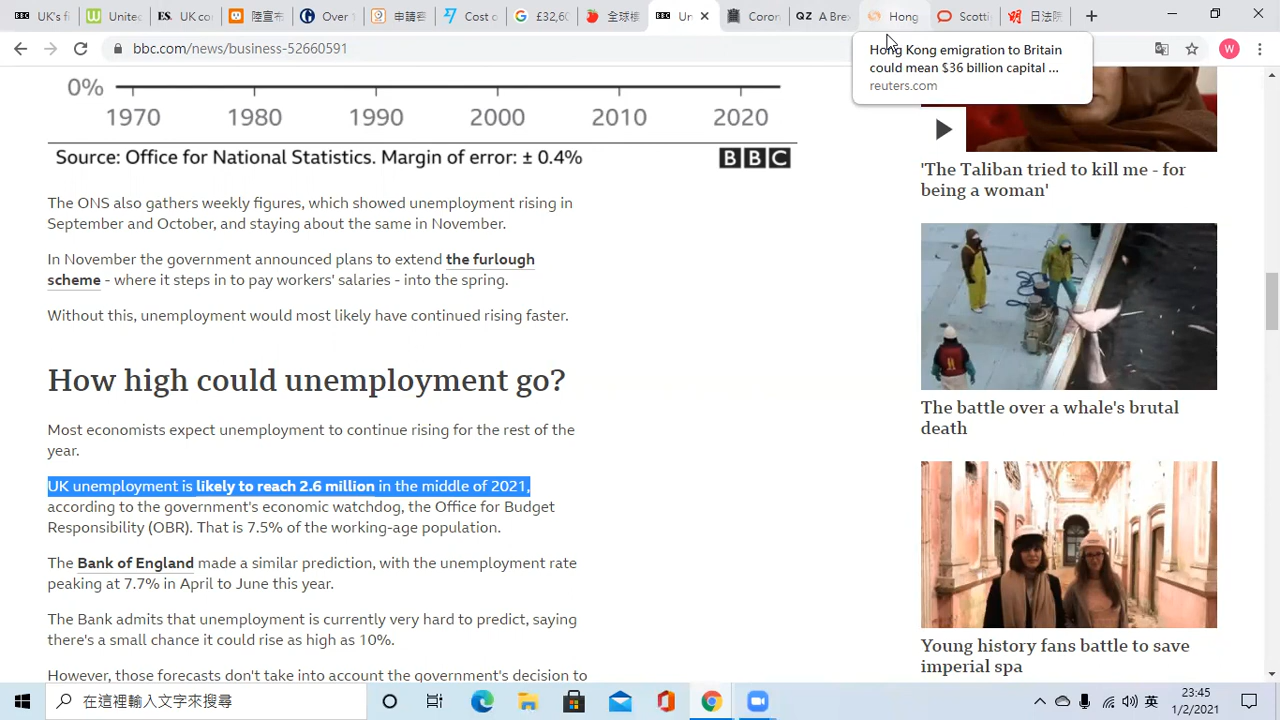 UK's f
United
UK co
陸宣布
Over 1
申請審
Cost o
£32,60
全球移
Un
Coron
A Brex
Hong
Scotti
日法院
bbc.com/news/business-52660591
W
Hong Kong emigration to Britain
could mean $36 billion capital ...
reuters.com
0%
1970 1980 1990 2000 2010 2020
Source: Office for National Statistics. Margin of error: ± 0.4%
BBC
The ONS also gathers weekly figures, which showed unemployment rising in
September and October, and staying about the same in November.
In November the government announced plans to extend the furlough
scheme - where it steps in to pay workers' salaries - into the spring.
Without this, unemployment would most likely have continued rising faster.
How high could unemployment go?
Most economists expect unemployment to continue rising for the rest of the
year.
UK unemployment is likely to reach 2.6 million in the middle of 2021,
according to the government's economic watchdog, the Office for Budget
Responsibility (OBR). That is 7.5% of the working-age population.
The Bank of England made a similar prediction, with the unemployment rate
peaking at 7.7% in April to June this year.
The Bank admits that unemployment is currently very hard to predict, saying
there's a small chance it could rise as high as 10%.
However, those forecasts don't take into account the government's decision to
'The Taliban tried to kill me - for
being a woman'
The battle over a whale's brutal
death
Young history fans battle to save
imperial spa
在這裡輸入文字來搜尋
英
23:45
1/2/2021